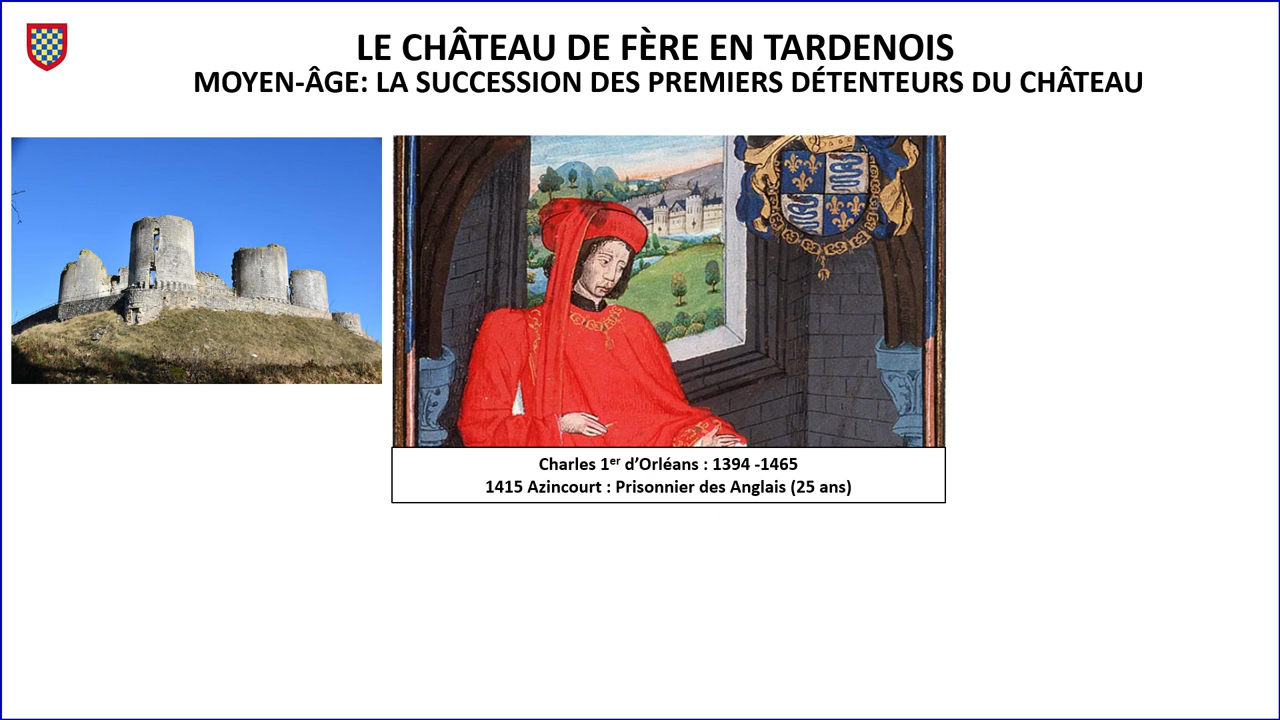 LE CHÂTEAU DE FÈRE EN TARDENOIS
MOYEN-ÂGE: LA SUCCESSION DES PREMIERS DÉTENTEURS DU CHÂTEAU
Charles 1er d’Orléans : 1394 -1465
1415 Azincourt : Prisonnier des Anglais (25 ans)